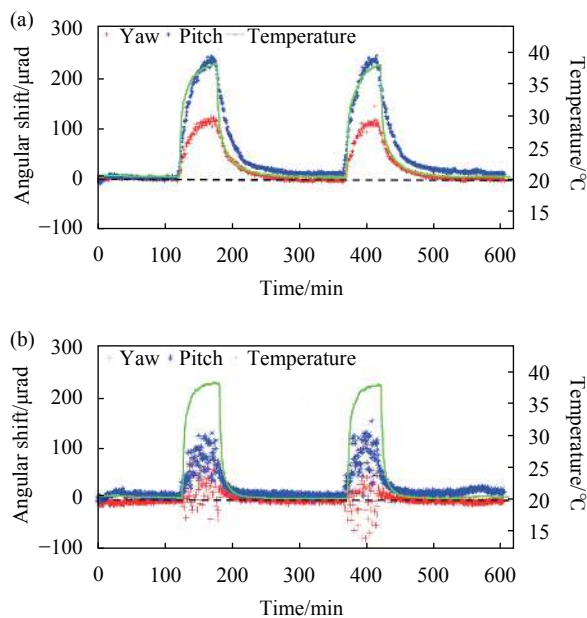 (a)
300
Yaw Pitch Temperature
200
100
0
−100
Angular shift/μrad
40
35
30
25
20
15
Temperature/°C
0 100 200 300 400 500 600
Time/min
(b)
300
Yaw Pitch Temperature
200
100
0
−100
Angular shift/μrad
40
35
30
25
20
15
Temperature/°C
0 100 200 300 400 500 600
Time/min